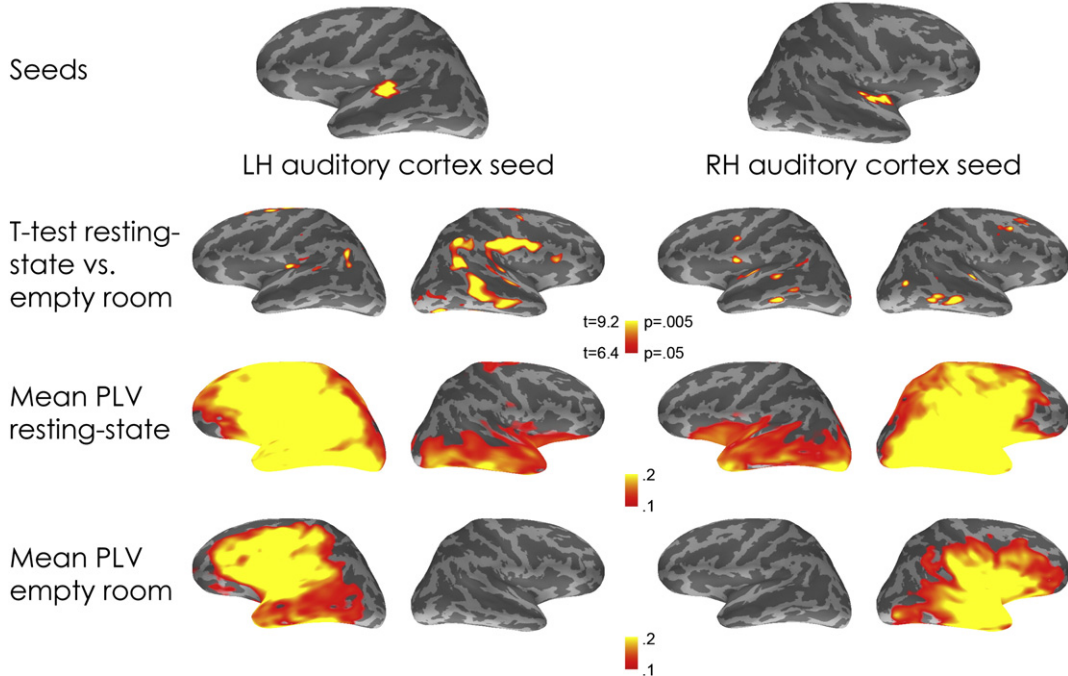 Seeds
LH auditory cortex seed
RH auditory cortex seed
T-test resting-
state vs.
empty room
t=9.2 p=.005
t=6.4 p=.05
Mean PLV
resting-state
.2
.1
Mean PLV
empty room
.2
.1